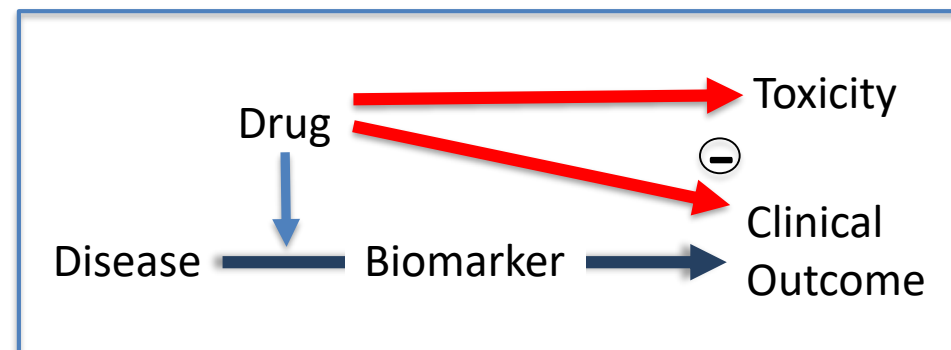 Toxicity
Drug
−
Clinical
Disease
Biomarker
Outcome